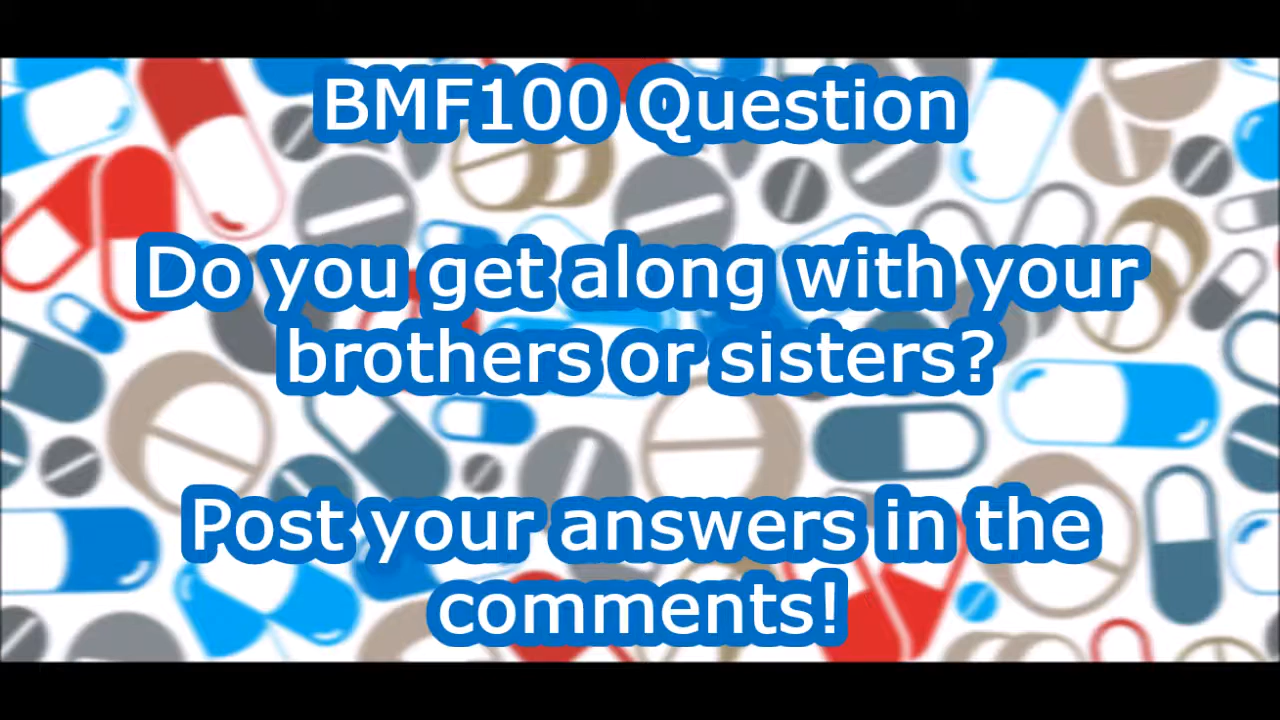 BMF100 Question
Do you get along with your
brothers or sisters?
Post your answers in the
comments!